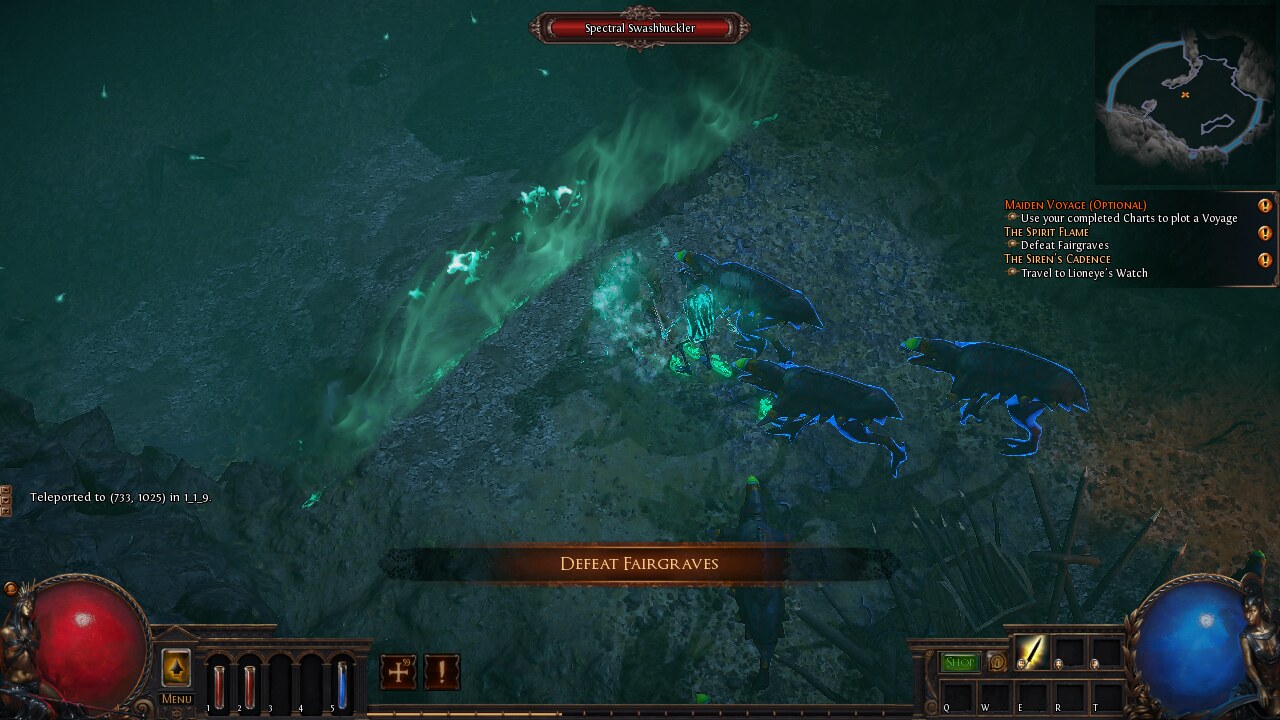 Spectral Swashbuckler
Maiden Voyage (Optional)
Use your completed Charts to plot a Voyage
The Spirit Flame
Defeat Fairgraves
The Siren's Cadence
Travel to Lioneye's Watch
Teleported to (733, 1025) in 1_1_9.
Defeat Fairgraves
Menu
1 2 3 4 5
Shop
Q W E R T